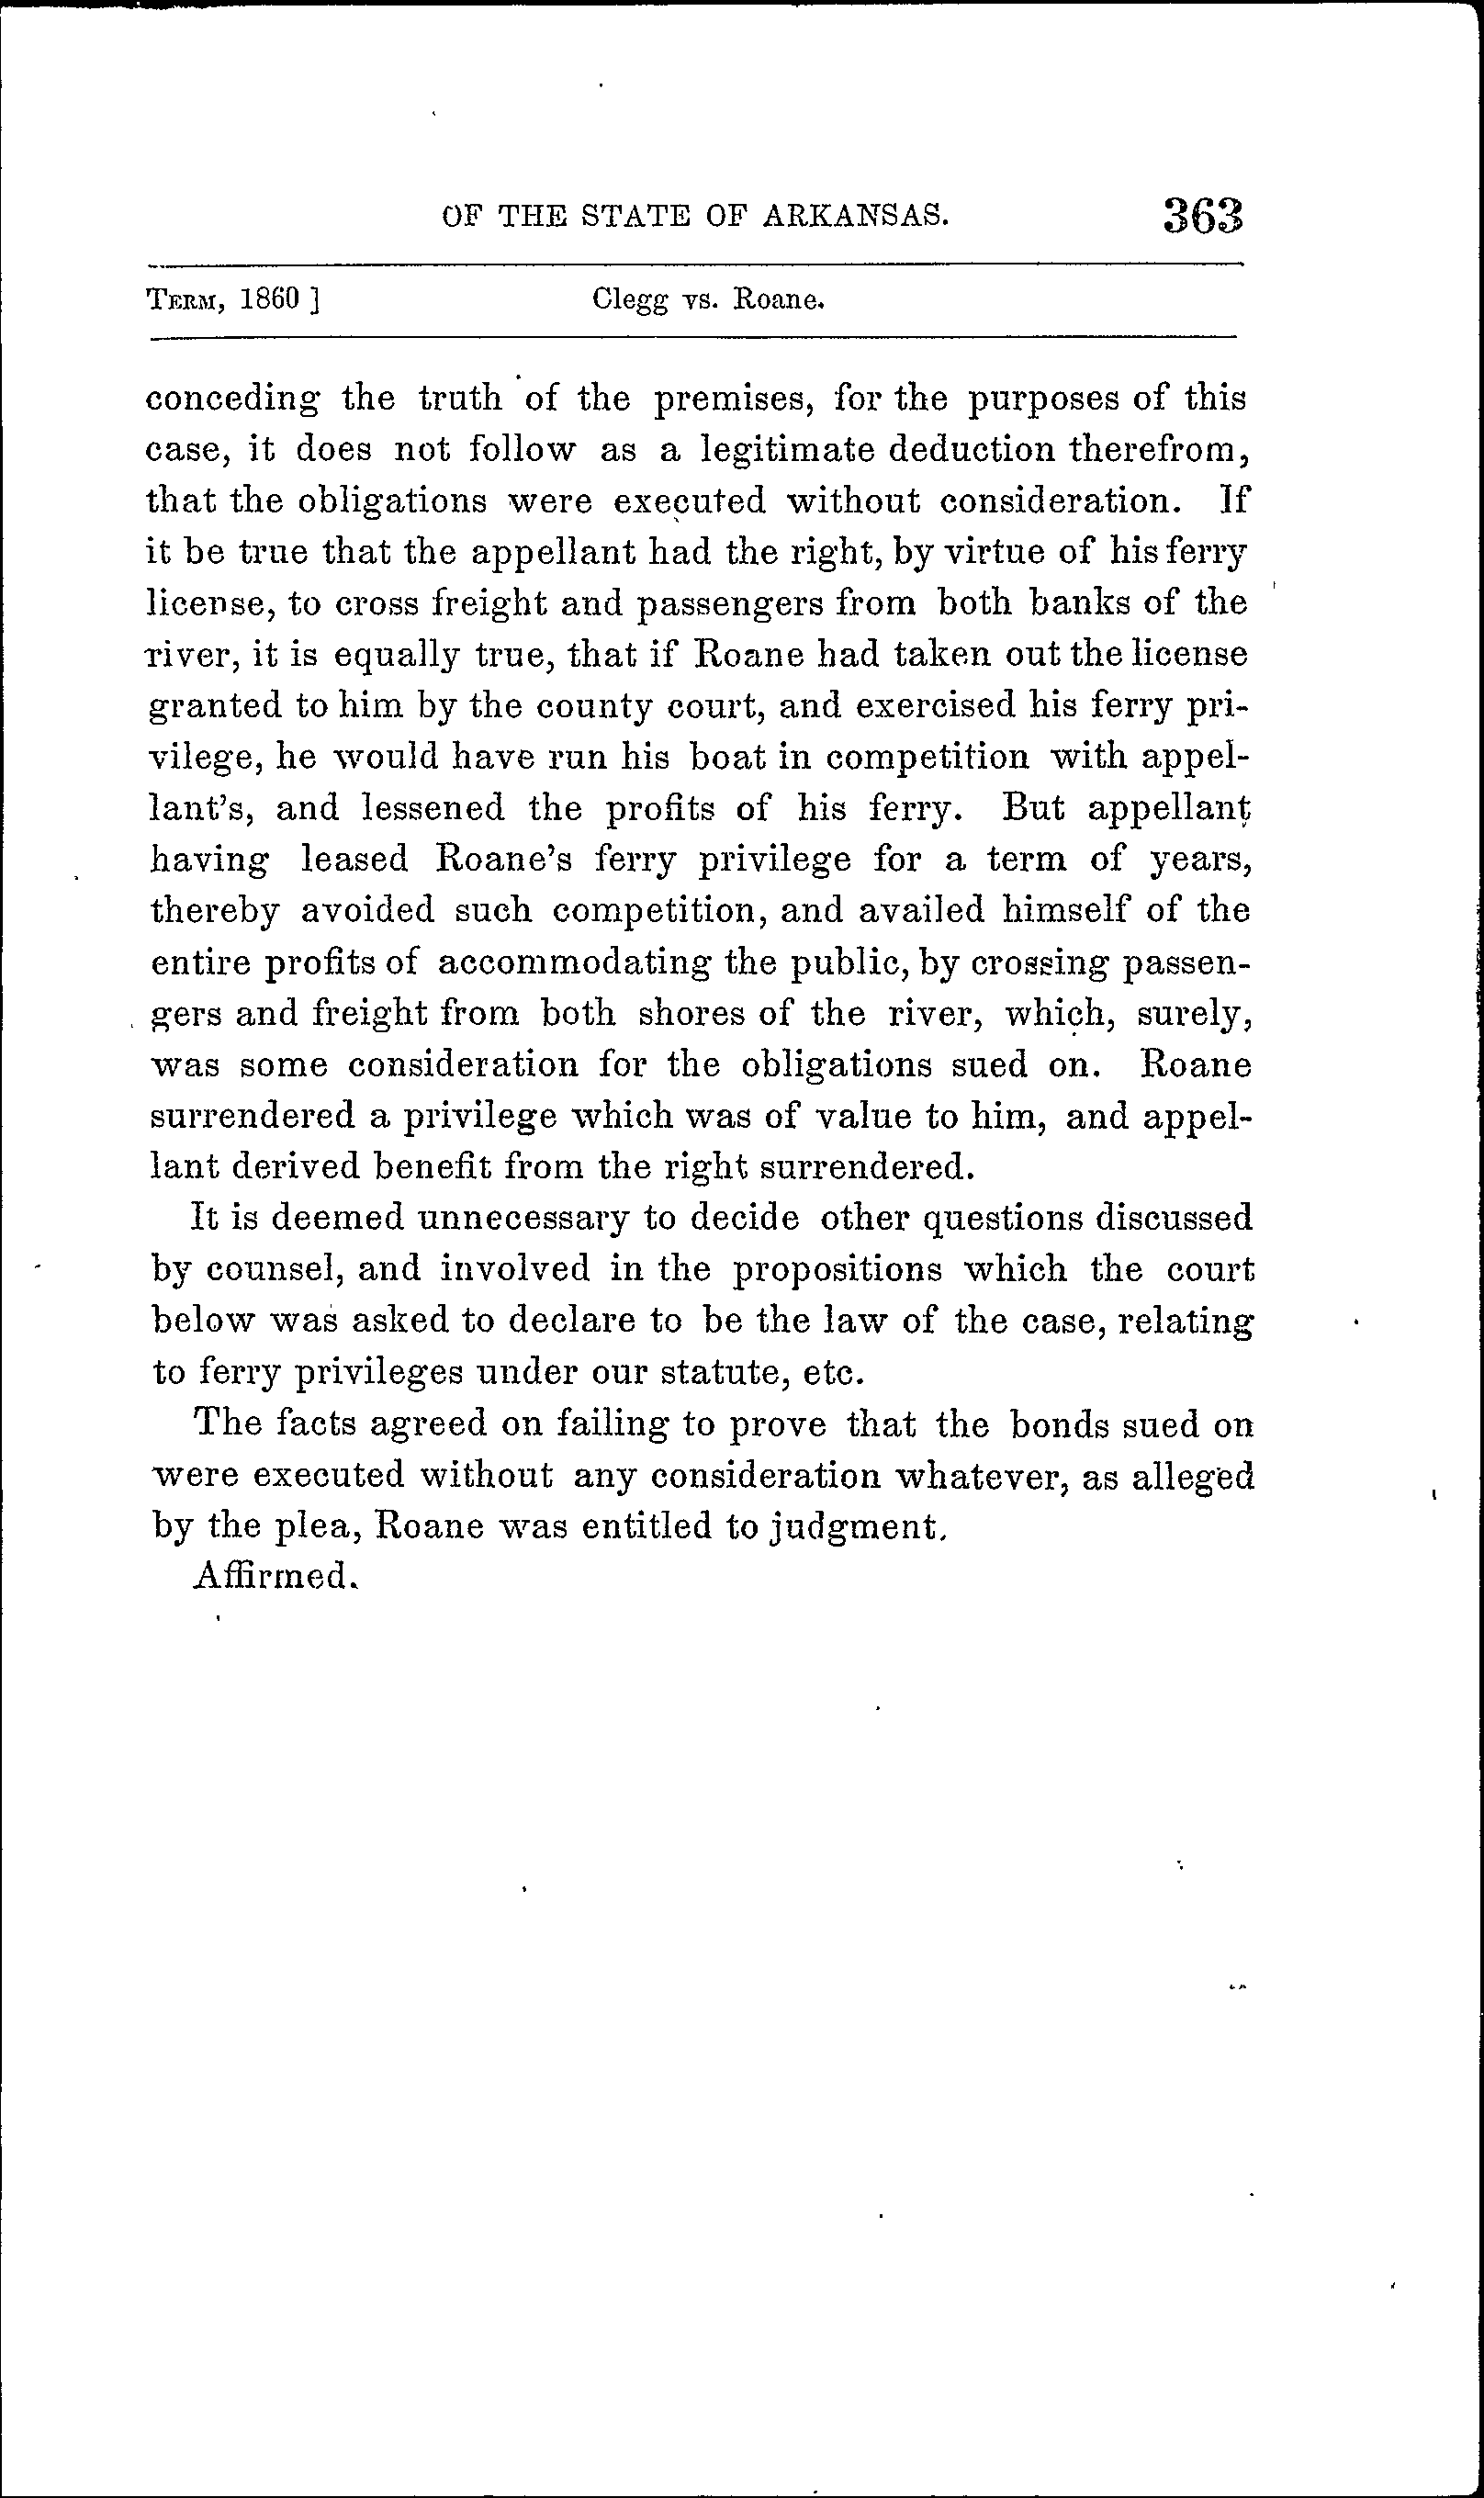 OF THE STATE OF ARKANSAS. 363
TERM, 1860 ] Clegg vs. Roane.
conceding the truth of the premises, for the purposes of this
case, it does not follow as a legitimate deduction therefrom,
that the obligations were executed without consideration. If
it be true that the appellant had the right, by virtue of his ferry
license, to cross freight and passengers from both banks of the
river, it is equally true, that if Roane had taken out the license
granted to him by the county court, and exercised his ferry pri-
vilege, he would have run his boat in competition with appel-
lant's, and lessened the profits of his ferry. But appellant
having leased Roane's ferry privilege for a term of years,
thereby avoided such competition, and availed himself of the
entire profits of accommodating the public, by crossing passen-
gers and freight from both shores of the river, which, surely,
was some consideration for the obligations sued on. Roane
surrendered a privilege which was of value to him, and appel-
lant derived benefit from the right surrendered.
It is deemed unnecessary to decide other questions discussed
by counsel, and involved in the propositions which the court
below was asked to declare to be the law of the case, relating
to ferry privileges under our statute, etc.
The facts agreed on failing to prove that the bonds sued on
were executed without any consideration whatever, as alleged
by the plea, Roane was entitled to judgment.
Affirmed.